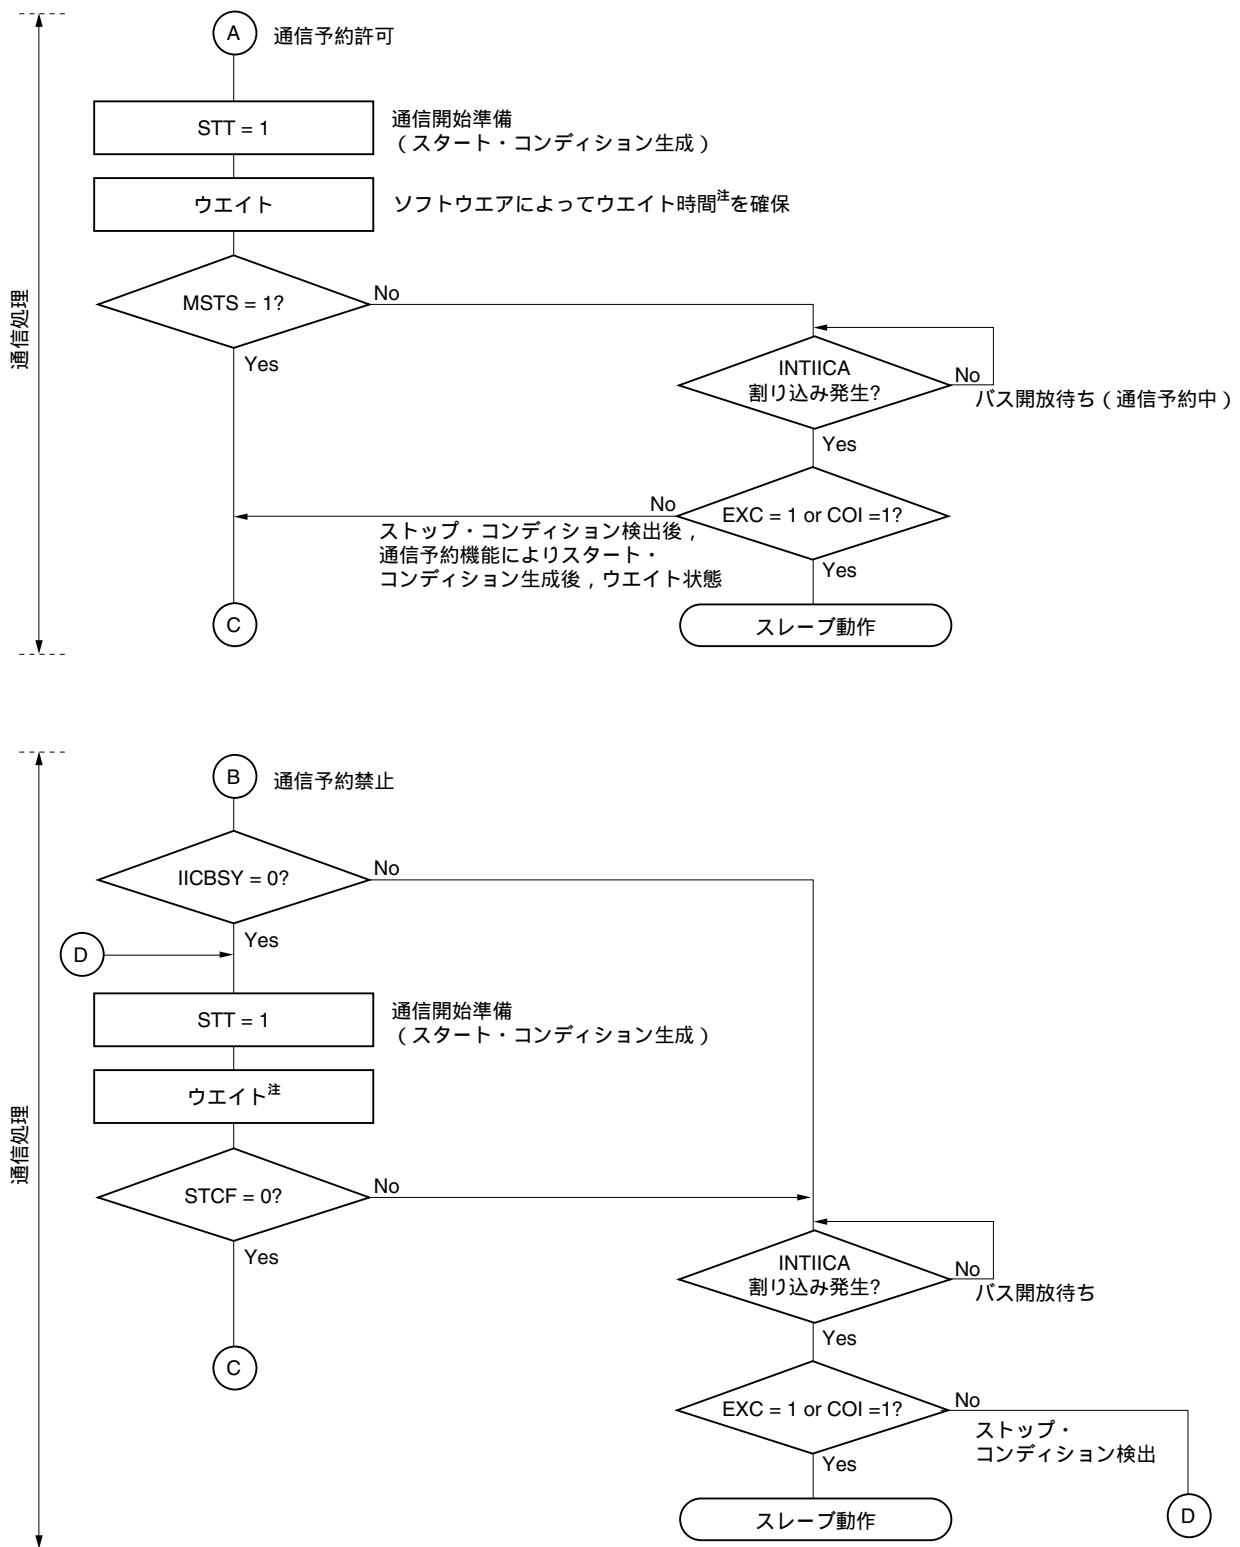 A 通信予約許可
STT = 1
通信開始準備
（スタート・コンディション生成）
ウエイト
ソフトウエアによってウエイト時間注を確保
MSTS = 1?
No
Yes
INTIICA
割り込み発生?
No
バス開放待ち（通信予約中）
Yes
EXC = 1 or COI =1?
No
ストップ・コンディション検出後，
通信予約機能によりスタート・
コンディション生成後，ウエイト状態
Yes
C
スレーブ動作
通信処理
B 通信予約禁止
IICBSY = 0?
No
Yes
D
STT = 1
通信開始準備
（スタート・コンディション生成）
ウエイト注
STCF = 0?
No
Yes
INTIICA
割り込み発生?
No
バス開放待ち
Yes
C
EXC = 1 or COI =1?
No
ストップ・
コンディション検出
Yes
スレーブ動作
D
通信処理